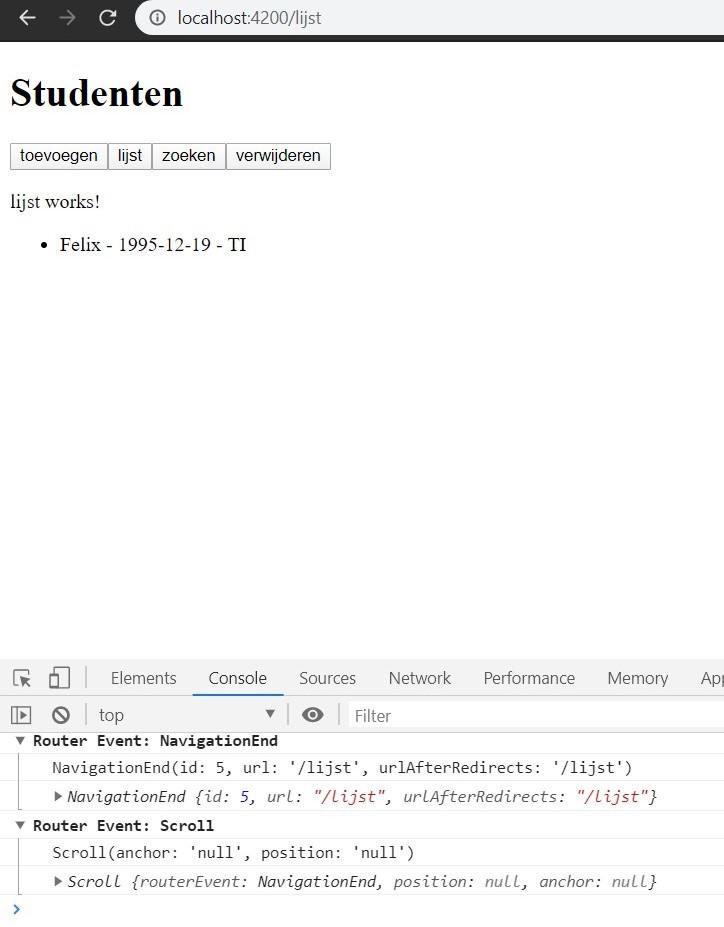 localhost:4200/lijst
Studenten
toevoegen lijst zoeken verwijderen
lijst works!
• Felix - 1995-12-19 - TI
Elements Console Sources Network Performance Memory App
top Filter
Router Event: NavigationEnd
NavigationEnd(id: 5, url: '/lijst', urlAfterRedirects: '/lijst')
NavigationEnd {id: 5, url: "/lijst", urlAfterRedirects: "/lijst"}
Router Event: Scroll
Scroll(anchor: 'null', position: 'null')
Scroll {routerEvent: NavigationEnd, position: null, anchor: null}